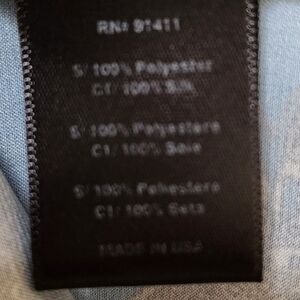 RN# 91411
S/ 100% Polyester
C1/ 100% Silk
S/ 100% Polyestere
C1/ 100% Soie
S/ 100% Poliestere
C1/ 100% Seta
MADE IN USA